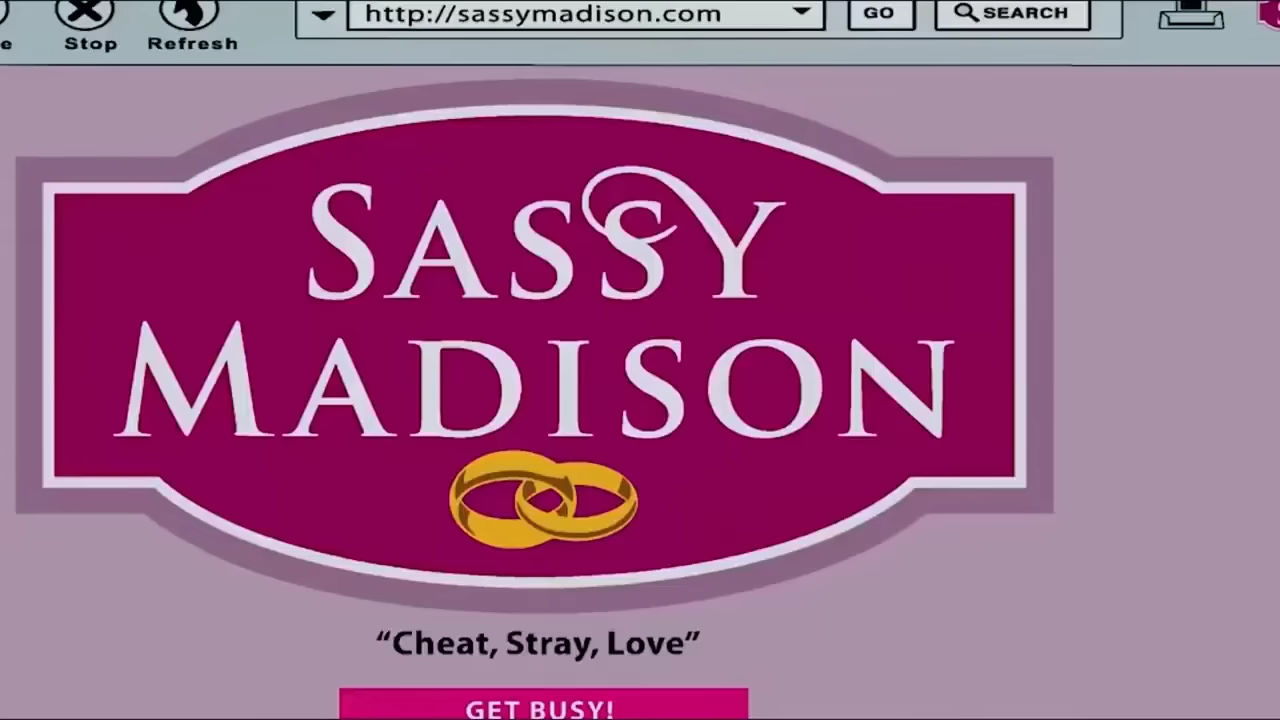 http://sassymadison.com
GO
SEARCH
e
Stop
Refresh
SASSY
MADISON
“Cheat, Stray, Love”
GET BUSY!